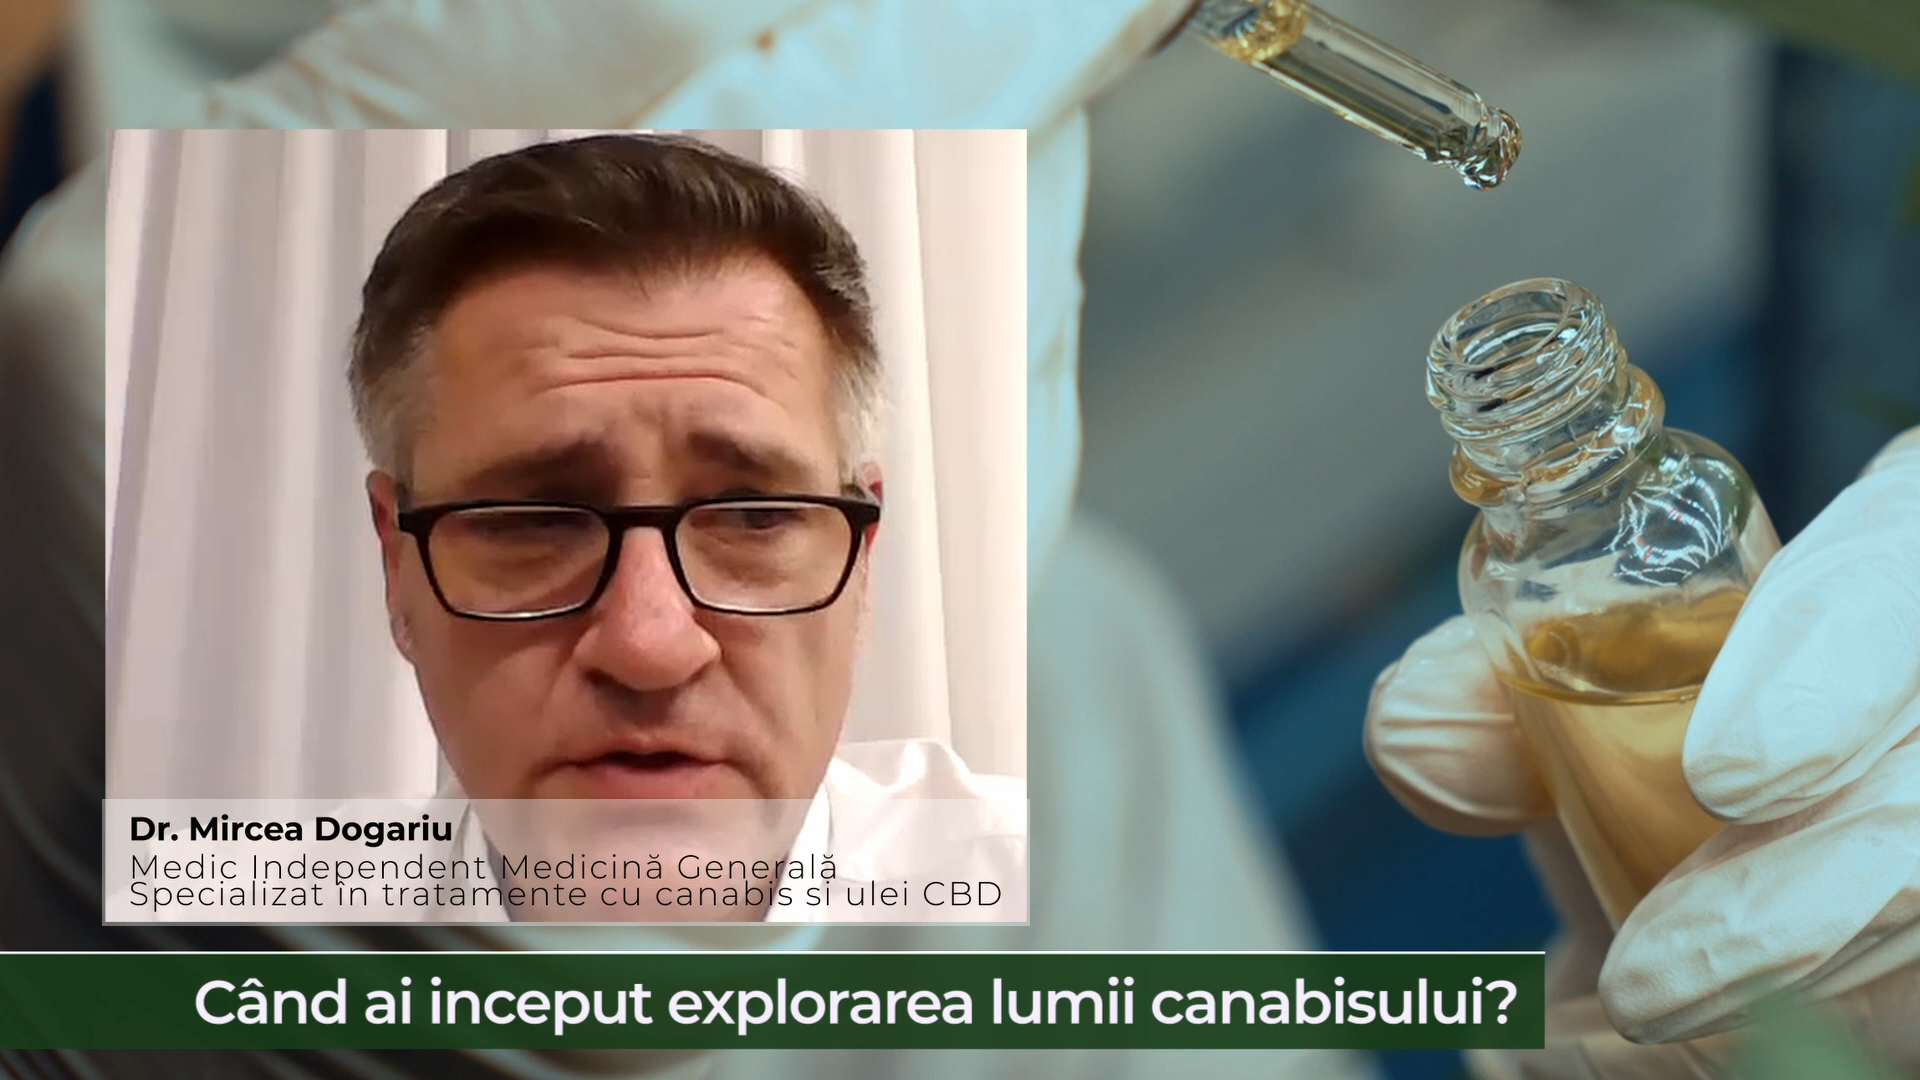 Dr. Mircea Dogariu
Medic Independent Medicină Generală
Specializat în tratamente cu canabis si ulei CBD
Când ai inceput explorarea lumii canabisului?